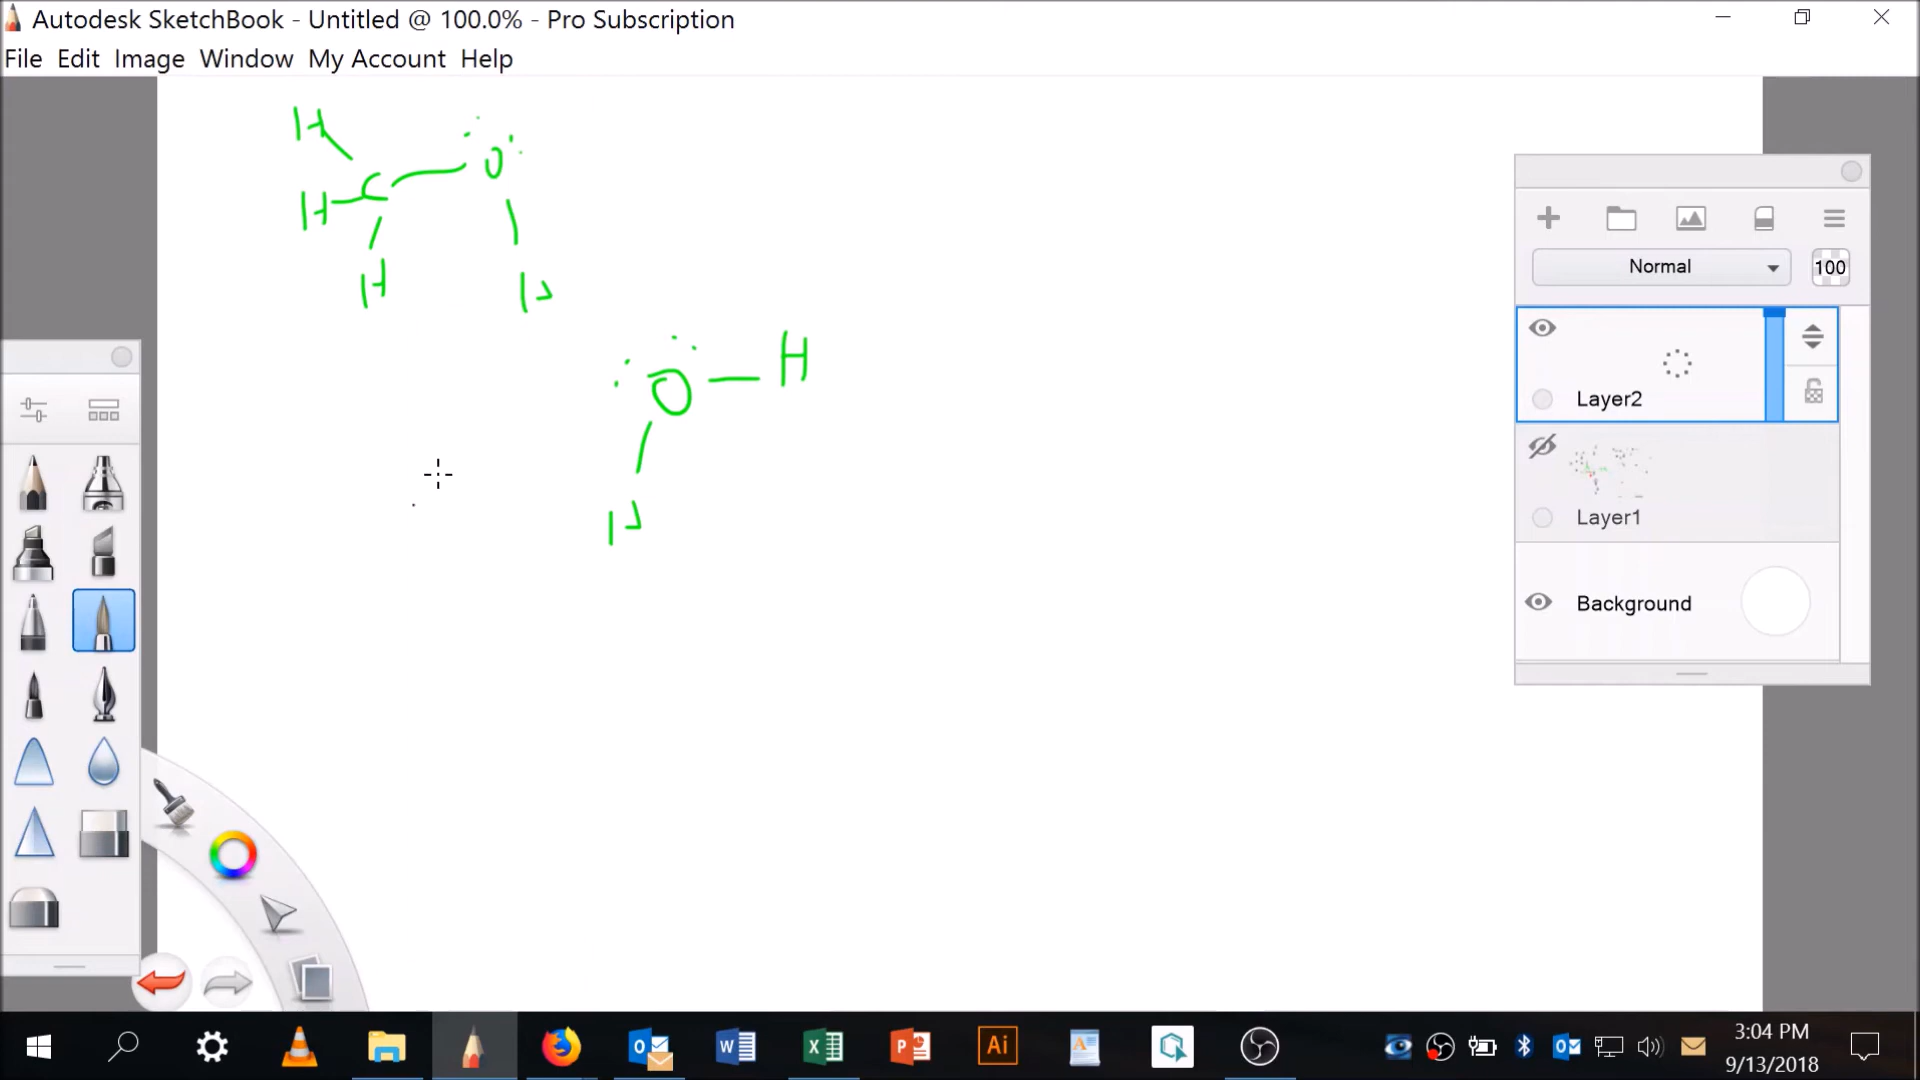 Autodesk SketchBook - Untitled @ 100.0% - Pro Subscription
File Edit Image Window My Account Help
H
C O
H
H H
Normal 100
O H
H
Layer2
Layer1
Background
O
W
X
P
Ai
A
3:04 PM
9/13/2018